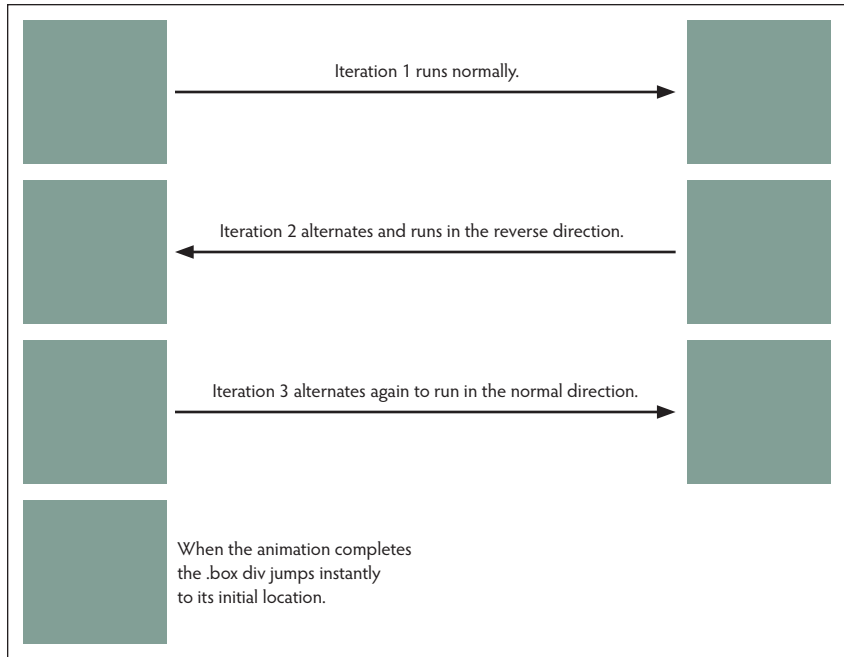 Iteration 1 runs normally.
Iteration 2 alternates and runs in the reverse direction.
Iteration 3 alternates again to run in the normal direction.
When the animation completes
the .box div jumps instantly
to its initial location.